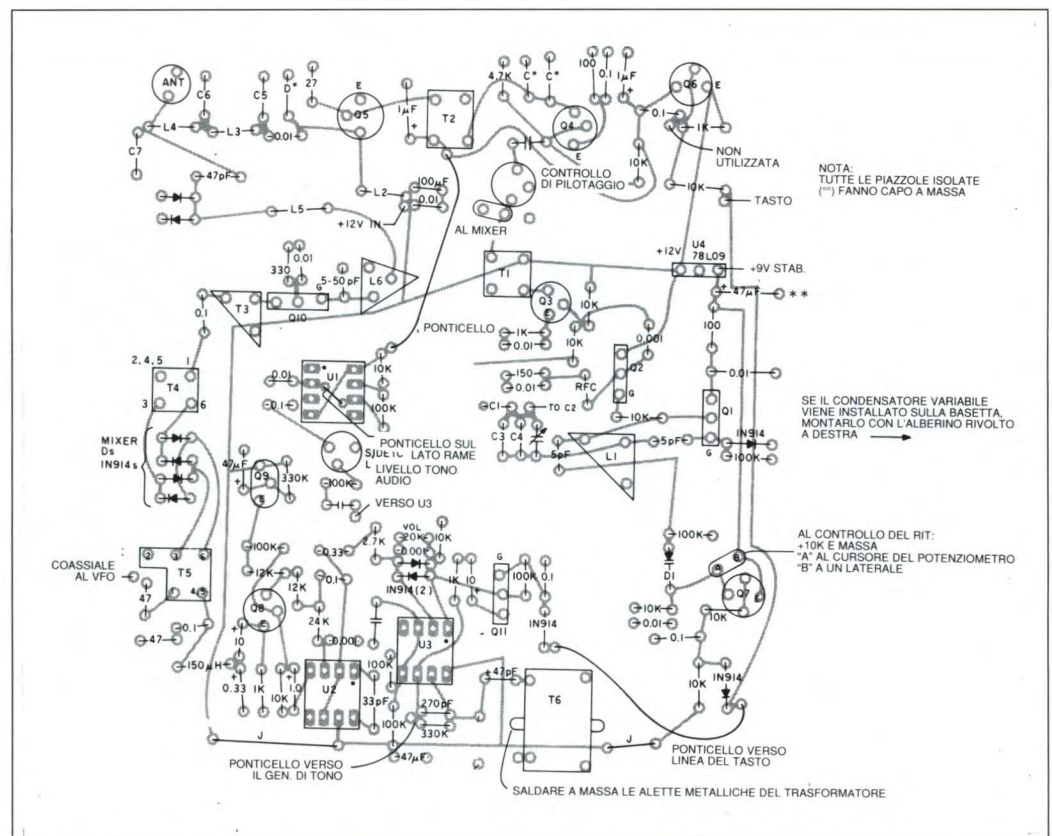 ANT
C6
C5
D*
27
E
Q5
1µF
+
T2
4,7K
C*
C*
100
0.1
1µF
+
Q6
E
0.1
1K
L4
L3
0.01
C7
Q4
E
10K
NON
UTILIZZATA
CONTROLLO
DI PILOTAGGIO
NOTA:
TUTTE LE PIAZZOLE ISOLATE
(°°) FANNO CAPO A MASSA
47pF
L2
100µF
0.01
+12V IN
L5
AL MIXER
10K
TASTO
+12V
U4
78L09
+9V STAB.
330
0.01
5-50pF
L6
T1
Q3
E
10K
+
47µF
**
0.1
T3
Q10
G
PONTICELLO
1K
0.01
10K
0.001
100
2,4,5
1
T4
3
6
0.01
U1
10K
100K
-0.1
150
0.01
RFC
Q2
G
0.01
C1
TO C2
10K
Q1
G
SE IL CONDENSATORE VARIABILE
VIENE INSTALLATO SULLA BASETTA,
MONTARLO CON L'ALBERINO RIVOLTO
A DESTRA
MIXER
Ds
IN914s
PONTICELLO SUL
LATO RAME
LIVELLO TONO
AUDIO
C3
C4
5pF
L1
5pF
IN914
100K
47µF
+
Q9
E
330K
100K
VERSO U3
VOL
20K
0.001
10K
2.7K
100K
0.33
COASSIALE
AL VFO
2
3
6
T5
4,5
47
12K
12K
0.1
IN914(2)
1K
10
G
100K
0.1
Q11
IN914
100K
D1
B
A
Q7
E
AL CONTROLLO DEL RIT:
+10K E MASSA
"A" AL CURSORE DEL POTENZIOMETRO
"B" A UN LATERALE
47
0.1
Q8
E
24K
0.001
U3
10K
0.01
0.1
10K
150µH
+
10
+
0.33
1K
10K
1.0
U2
100K
33pF
100K
270pF
330K
+47pF
T6
10K
IN914
J
47µF
J
PONTICELLO VERSO
IL GEN. DI TONO
PONTICELLO VERSO
LINEA DEL TASTO
SALDARE A MASSA LE ALETTE METALLICHE DEL TRASFORMATORE